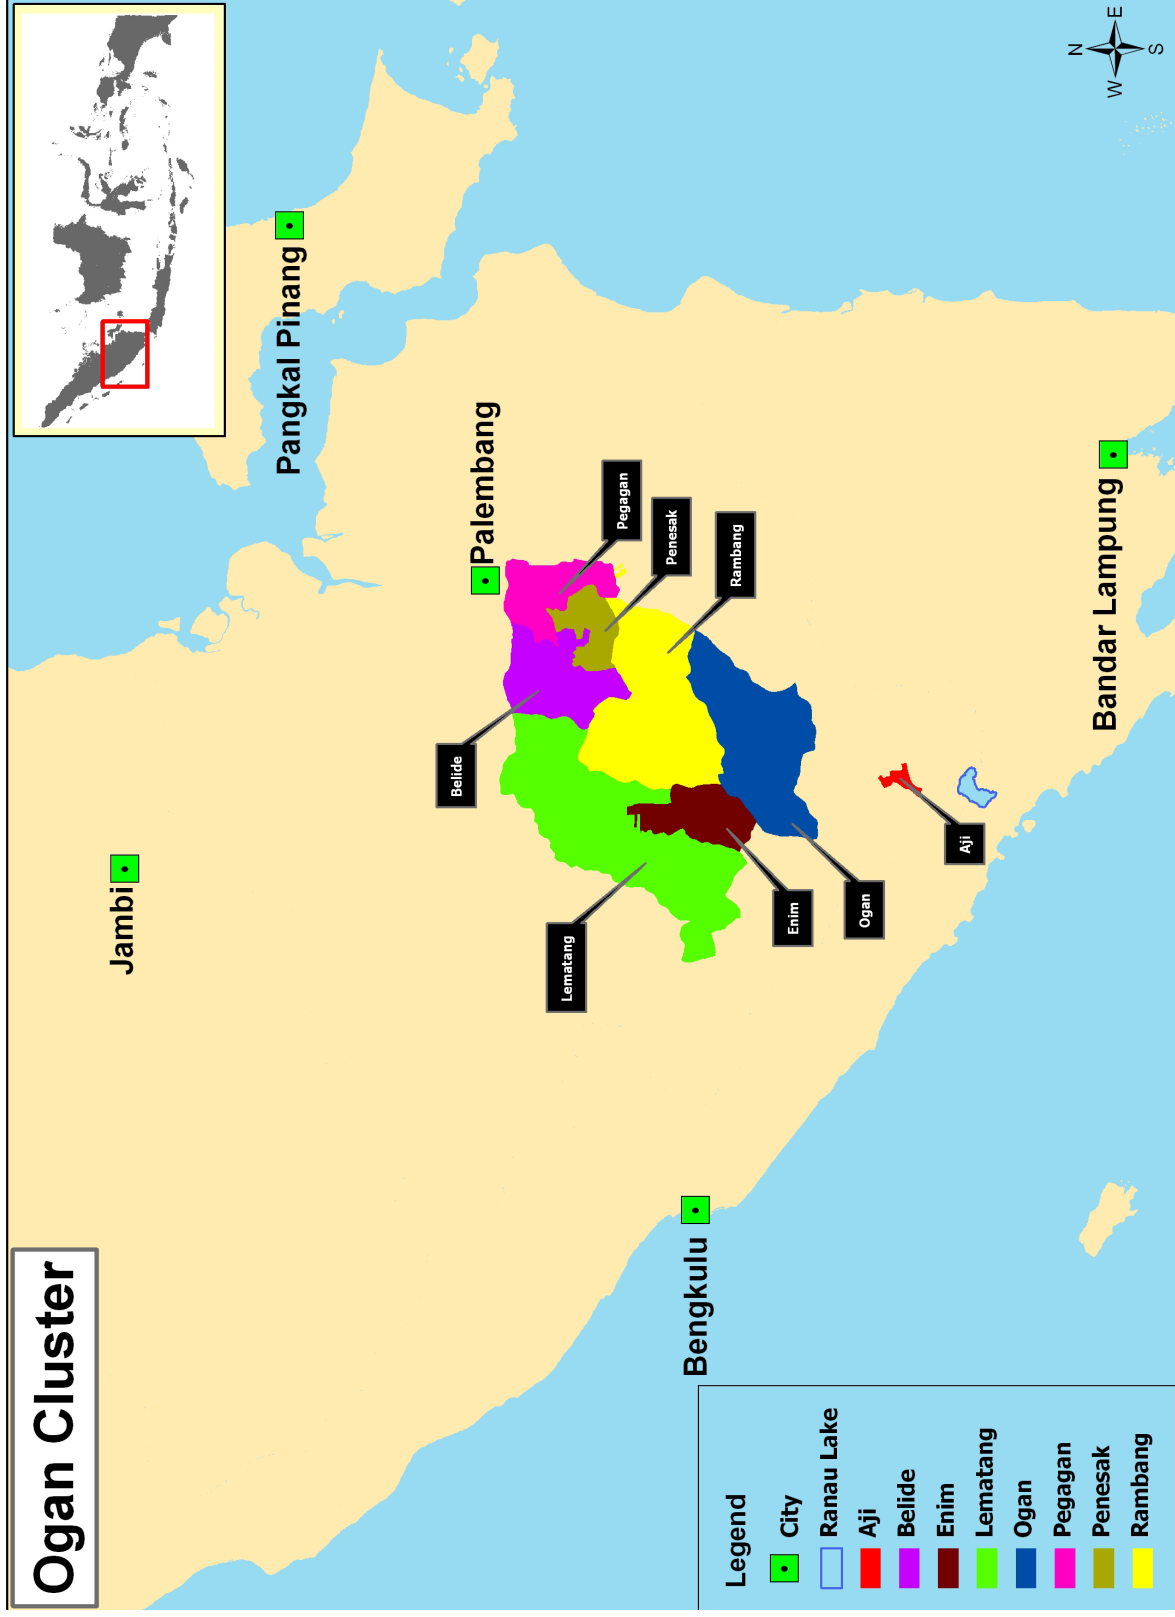 Ogan Cluster
Jambi
Pangkal Pinang
Palembang
Belide
Pegagan
Penesak
Rambang
Lematang
Enim
Ogan
Aji
Bengkulu
Bandar Lampung
N
W
E
S
Legend
City
Ranau Lake
Aji
Belide
Enim
Lematang
Ogan
Pegagan
Penesak
Rambang